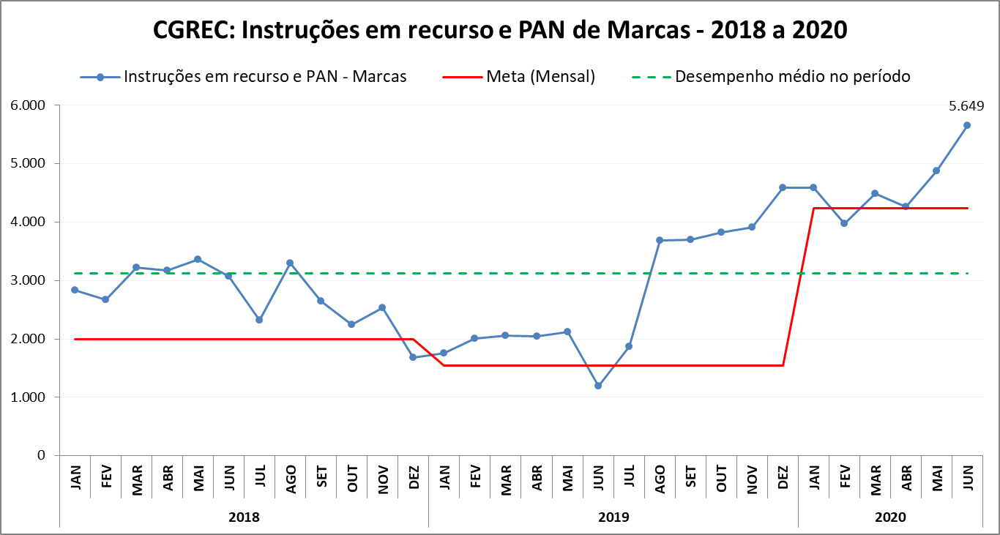 CGREC: Instruções em recurso e PAN de Marcas - 2018 a 2020
Instruções em recurso e PAN - Marcas Meta (Mensal) Desempenho médio no período
6.000
5.649
5.000
4.000
3.000
2.000
1.000
0
JAN FEV MAR ABR MAI JUN JUL AGO SET OUT NOV DEZ JAN FEV MAR ABR MAI JUN JUL AGO SET OUT NOV DEZ JAN FEV MAR ABR MAI JUN
2018 2019 2020